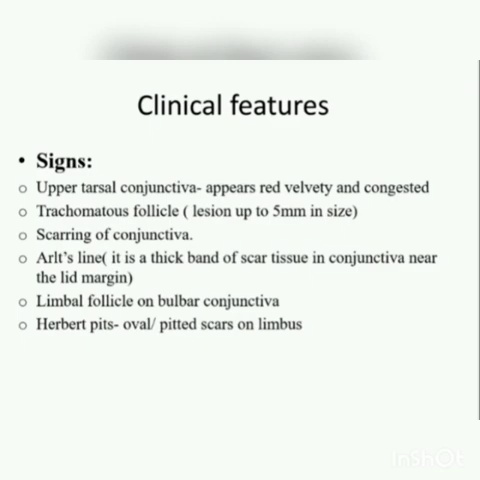 Clinical features
• Signs:
o Upper tarsal conjunctiva- appears red velvety and congested
o Trachomatous follicle ( lesion up to 5mm in size)
o Scarring of conjunctiva.
o Arlt's line( it is a thick band of scar tissue in conjunctiva near
the lid margin)
o Limbal follicle on bulbar conjunctiva
o Herbert pits- oval/ pitted scars on limbus
InShOt